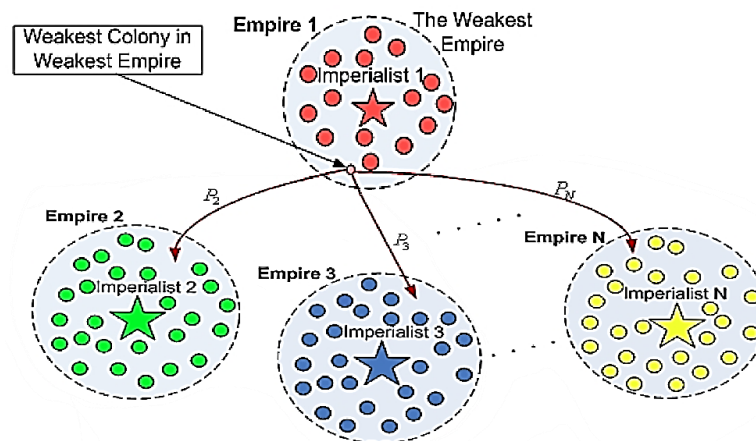 Empire 1
The Weakest
Empire
Weakest Colony in
Weakest Empire
Imperialist 1
P2
P3
PN
Empire 2
Imperialist 2
Empire 3
Imperialist 3
Empire N
Imperialist N